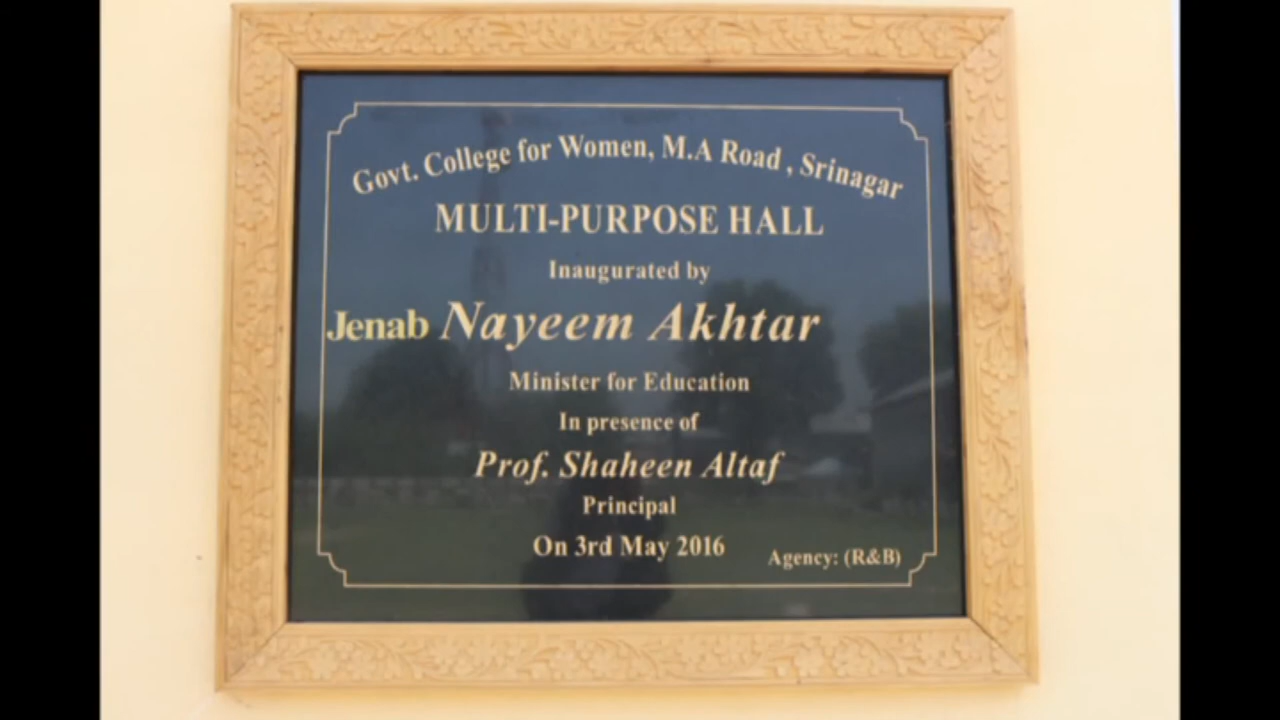 Govt. College for Women, M.A Road , Srinagar
MULTI-PURPOSE HALL
Inaugurated by
Jenab Nayeem Akhtar
Minister for Education
In presence of
Prof. Shaheen Altaf
Principal
On 3rd May 2016
Agency: (R&B)